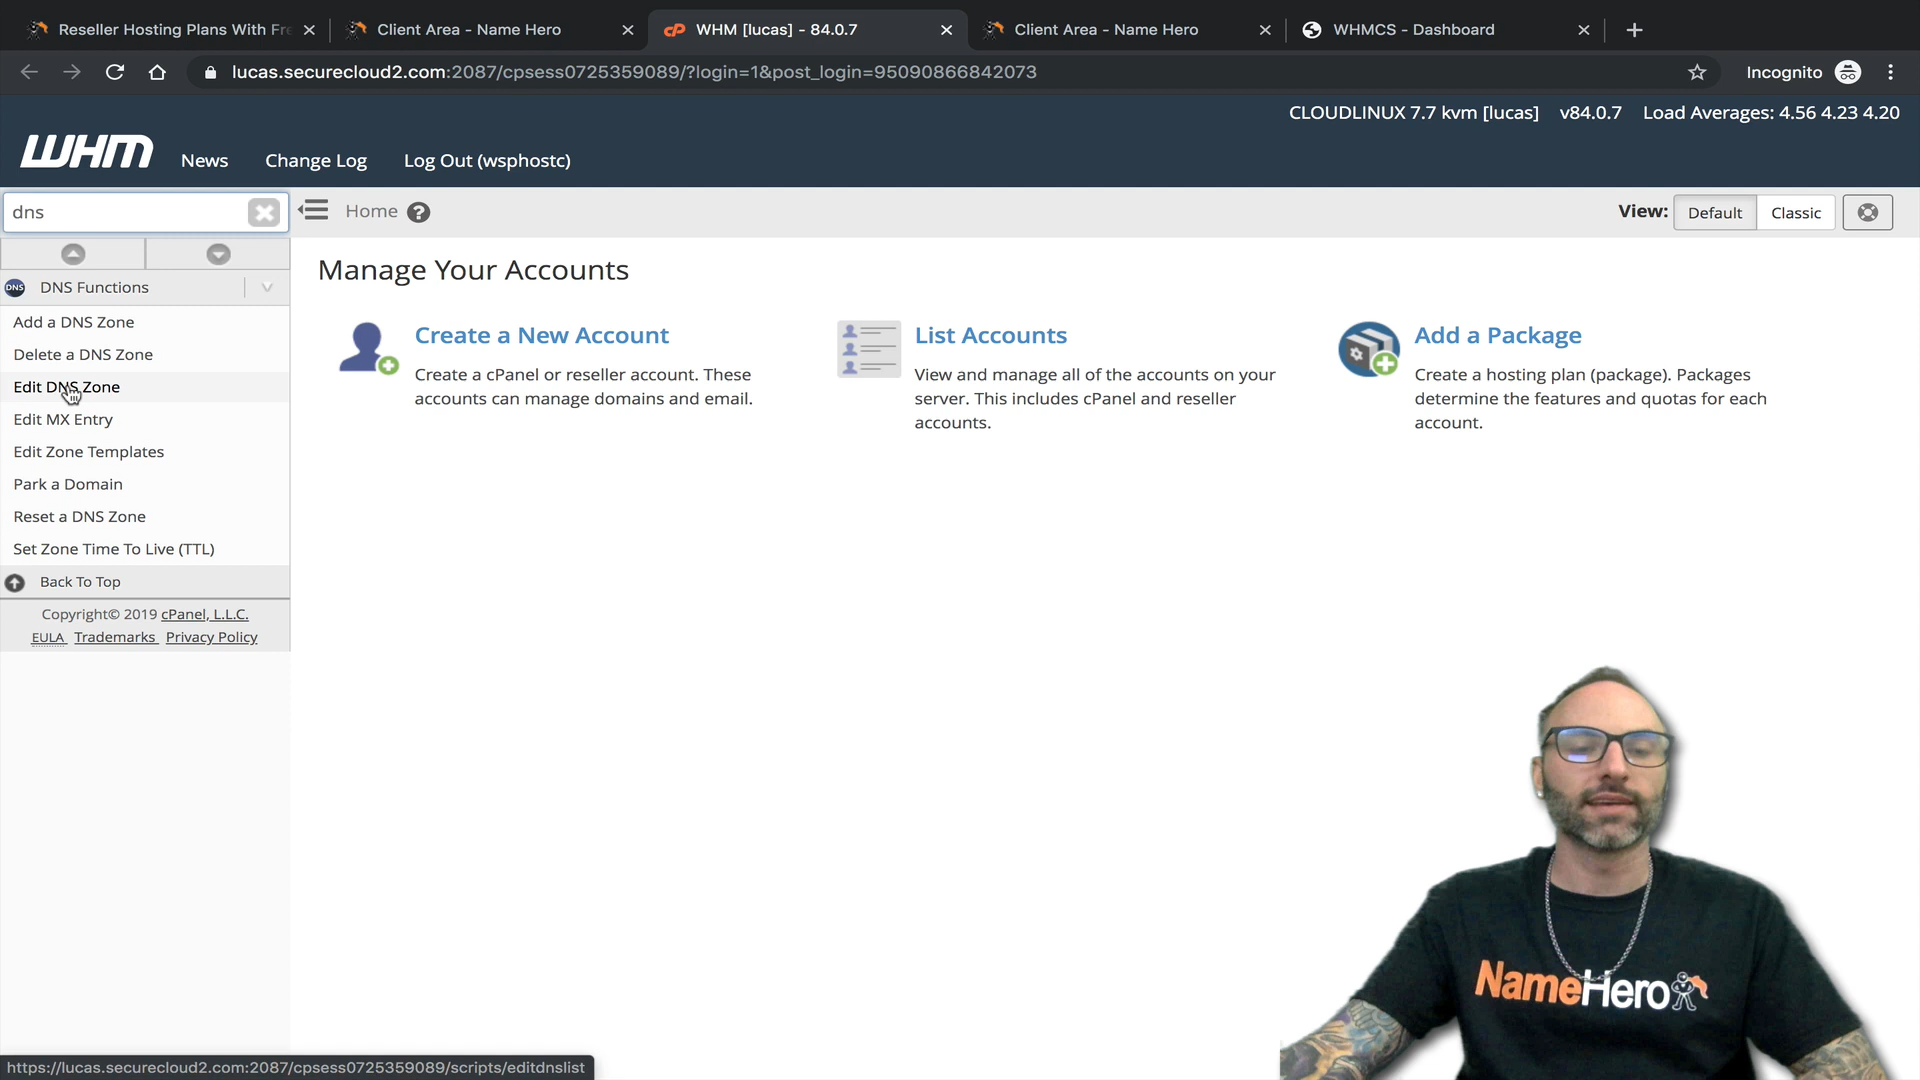 Reseller Hosting Plans With Fre
Client Area - Name Hero
WHM [lucas] - 84.0.7
Client Area - Name Hero
WHMCS - Dashboard
lucas.securecloud2.com:2087/cpsess0725359089/?login=1&post_login=95090866842073
Incognito
CLOUDLINUX 7.7 kvm [lucas] v84.0.7 Load Averages: 4.56 4.23 4.20
WHM
News Change Log Log Out (wsphostc)
dns
Home ?
View: Default Classic
DNS DNS Functions
Add a DNS Zone
Delete a DNS Zone
Edit DNS Zone
Edit MX Entry
Edit Zone Templates
Park a Domain
Reset a DNS Zone
Set Zone Time To Live (TTL)
Back To Top
Copyright© 2019 cPanel, L.L.C.
EULA Trademarks Privacy Policy
Manage Your Accounts
Create a New Account
Create a cPanel or reseller account. These
accounts can manage domains and email.
List Accounts
View and manage all of the accounts on your
server. This includes cPanel and reseller
accounts.
Add a Package
Create a hosting plan (package). Packages
determine the features and quotas for each
account.
NameHero
https://lucas.securecloud2.com:2087/cpsess0725359089/scripts/editdnslist